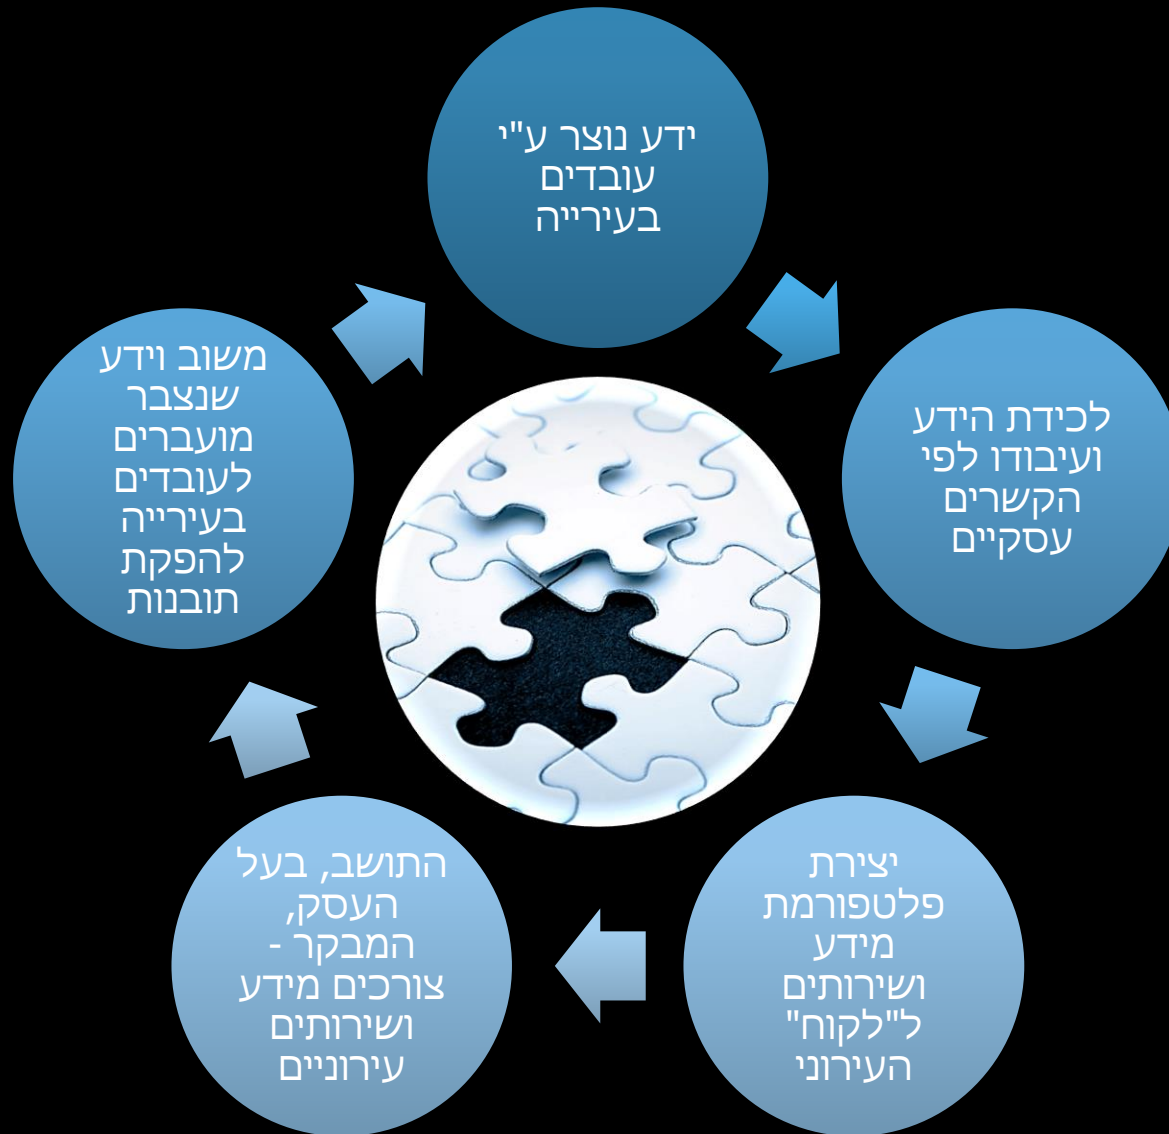 ידע נוצר ע"י
עובדים
בעירייה
לכידת הידע
ועיבודו לפי
הקשרים
עסקיים
יצירת
פלטפורמת
מידע
ושירותים
ל"לקוח"
העירוני
התושב, בעל
העסק,
המבקר -
צורכים מידע
ושירותים
עירוניים
משוב וידע
שנצבר
מועברים
לעובדים
בעירייה
להפקת
תובנות